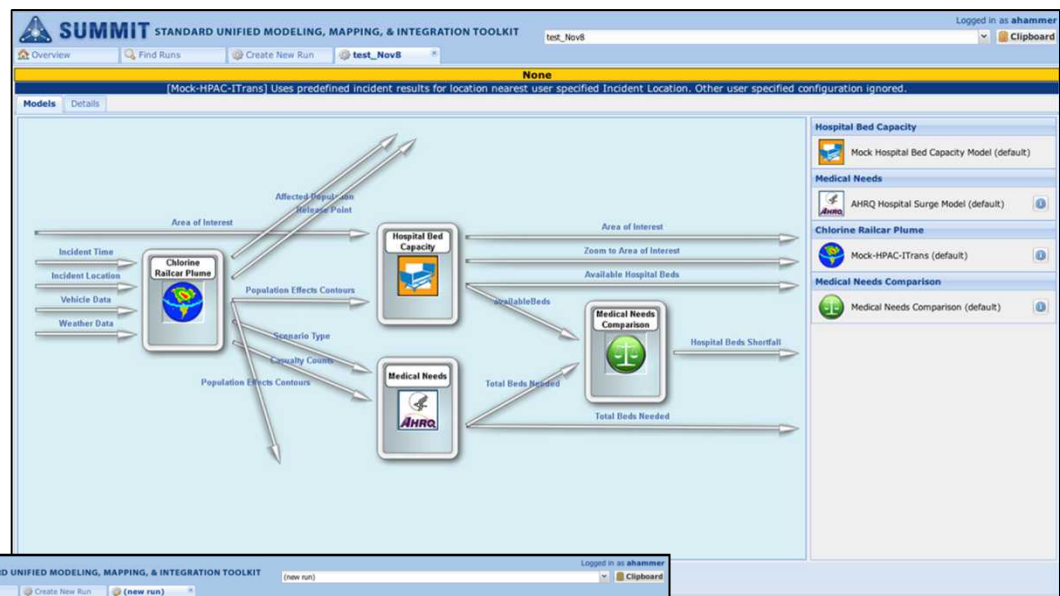 Logged in as ahammer
SUMMIT STANDARD UNIFIED MODELING, MAPPING, & INTEGRATION TOOLKIT
test_Nov8
Clipboard
Overview
Find Runs
Create New Run
test_Nov8
None
[Mock-HPAC-ITrans] Uses predefined incident results for location nearest user specified Incident Location. Other user specified configuration ignored.
Models
Details
Affected Population
Release Point
Area of Interest
Incident Time
Incident Location
Vehicle Data
Weather Data
Chlorine
Railcar Plume
Population Effects Contours
Scenario Type
Casualty Counts
Population Effects Contours
Hospital Bed
Capacity
Medical Needs
AHRQ
Area of Interest
Zoom to Area of Interest
Available Hospital Beds
availableBeds
Medical Needs
Comparison
Hospital Beds Shortfall
Total Beds Needed
Total Beds Needed
Hospital Bed Capacity
Mock Hospital Bed Capacity Model (default)
Medical Needs
AHRQ
AHRQ Hospital Surge Model (default)
Chlorine Railcar Plume
Mock-HPAC-ITrans (default)
Medical Needs Comparison
Medical Needs Comparison (default)
Logged in as ahammer
RD UNIFIED MODELING, MAPPING, & INTEGRATION TOOLKIT
(new run)
Clipboard
Create New Run
(new run)